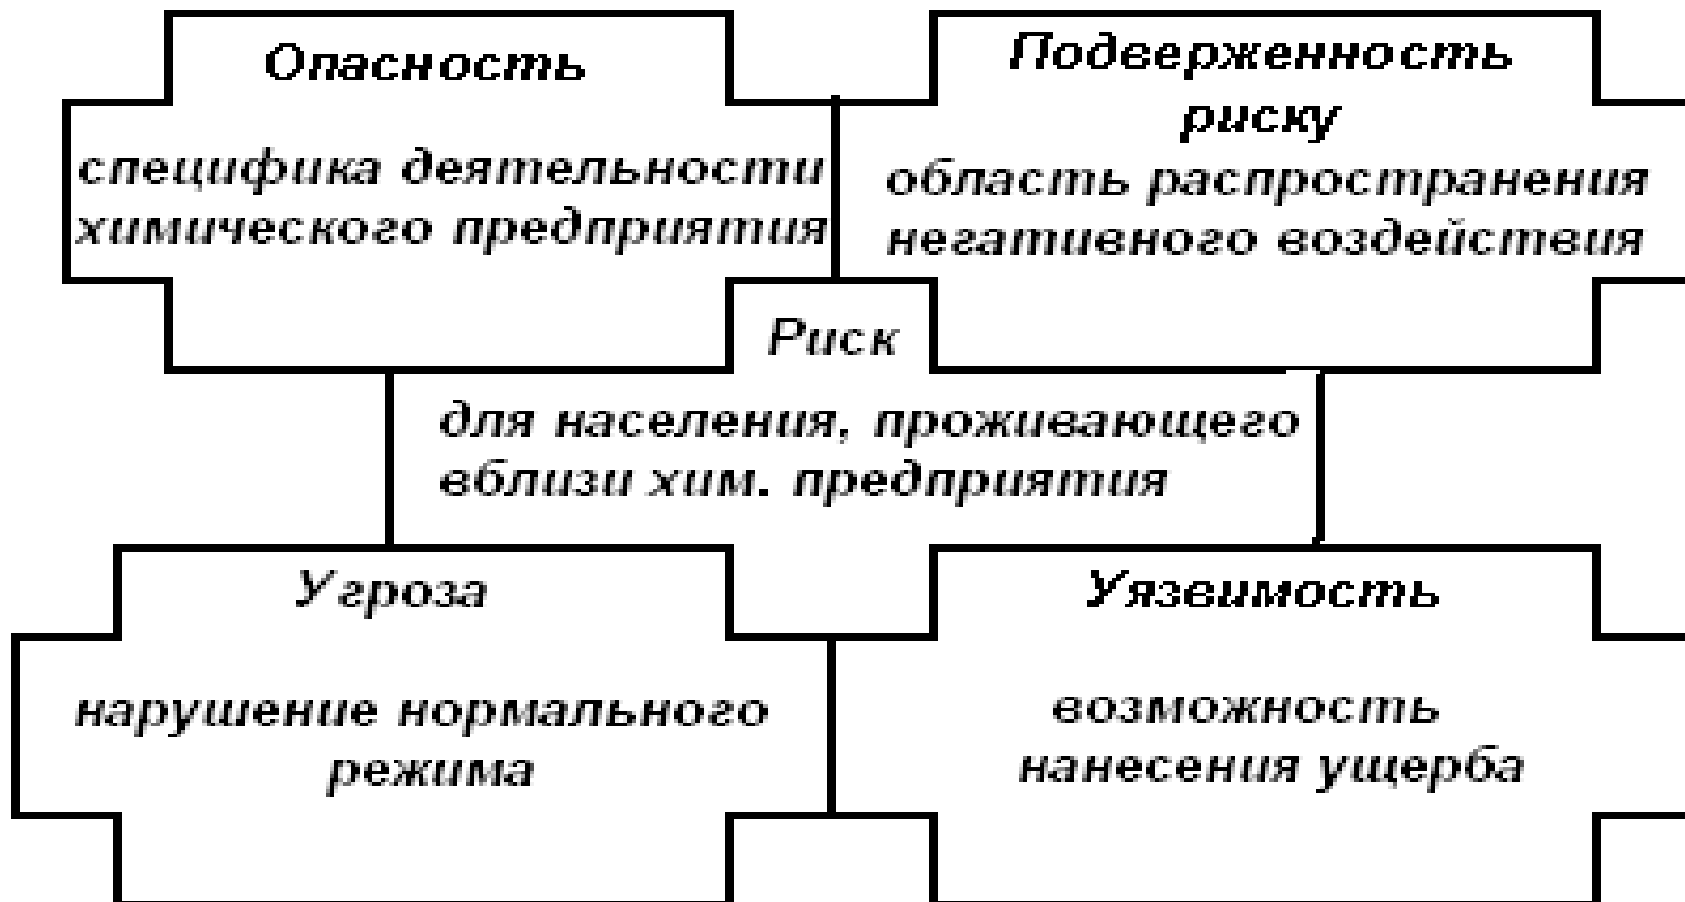 Опасность
специфика деятельности
химического предприятия
Подверженность
риску
область распространения
негативного воздействия
Риск
для населения, проживающего
вблизи хим. предприятия
Угроза
нарушение нормального
режима
Уязвимость
возможность
нанесения ущерба